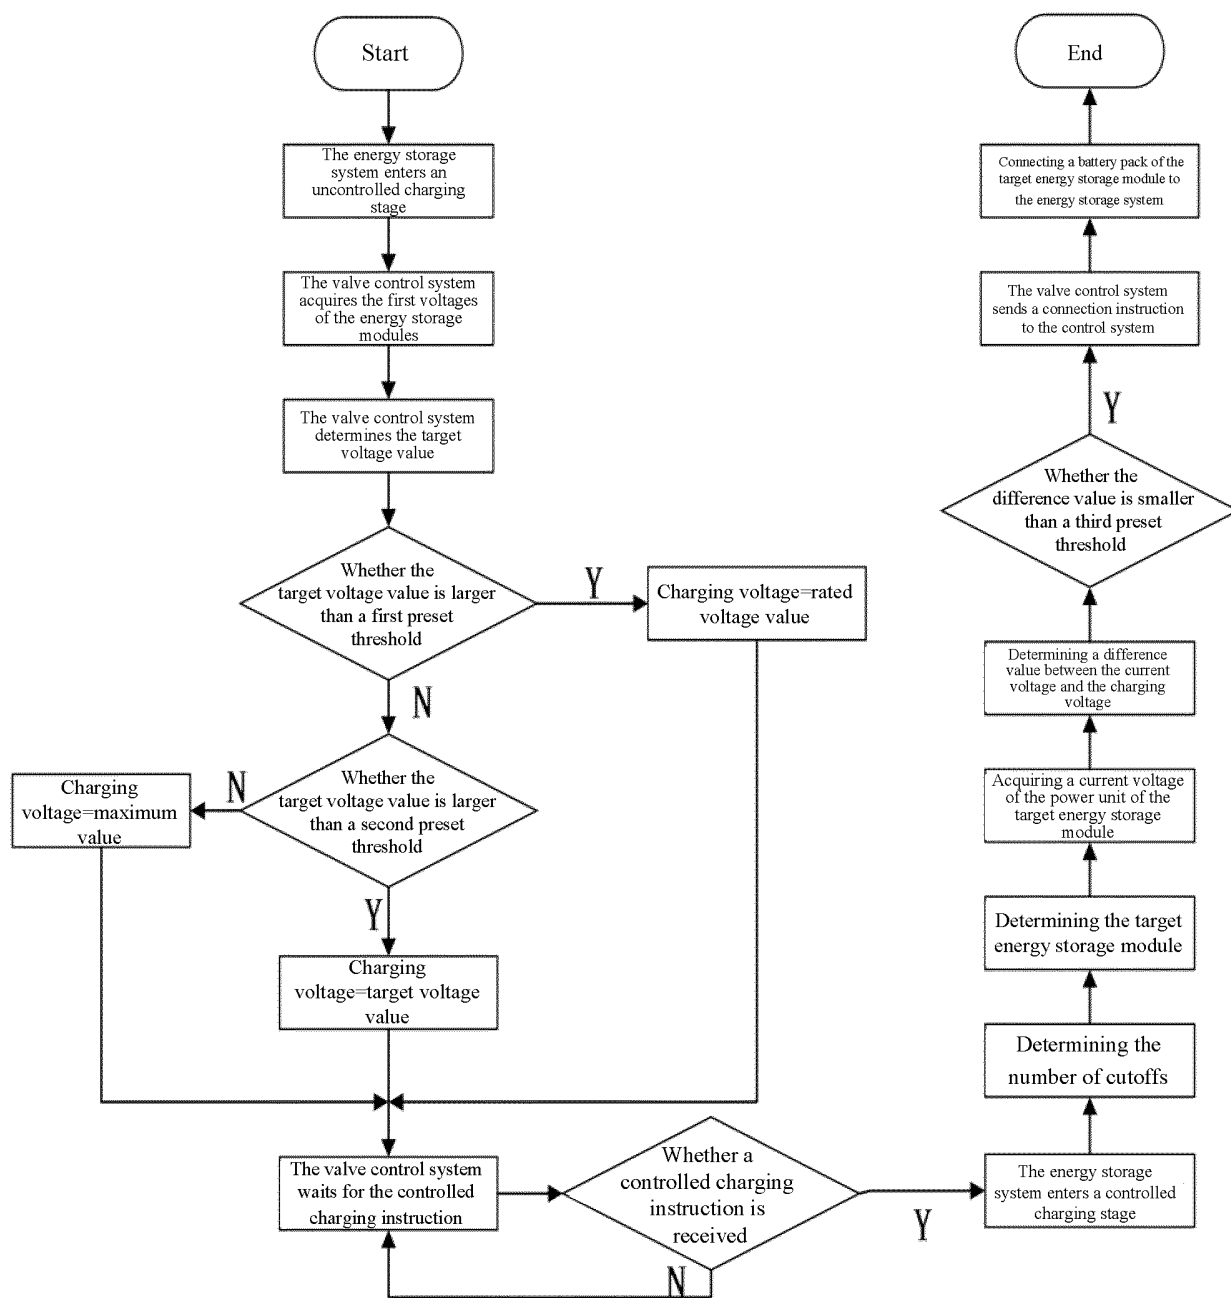 Start
The energy storage
system enters an
uncontrolled charging
stage
The valve control system
acquires the first voltages
of the energy storage
modules
The valve control system
determines the target
voltage value
Whether the
target voltage value is larger
than a first preset
threshold
Y
Charging voltage=rated
voltage value
N
Whether the
target voltage value is larger
than a second preset
threshold
N
Charging
voltage=maximum
value
Y
Charging
voltage=target voltage
value
The valve control system
waits for the controlled
charging instruction
Whether a
controlled charging
instruction is
received
N
Y
The energy storage
system enters a controlled
charging stage
Determining the
number of cutoffs
Determining the target
energy storage module
Acquiring a current voltage
of the power unit of the
target energy storage
module
Determining a difference
value between the current
voltage and the charging
voltage
Whether the
difference value is smaller
than a third preset
threshold
Y
The valve control system
sends a connection instruction
to the control system
Connecting a battery pack of the
target energy storage module to
the energy storage system
End